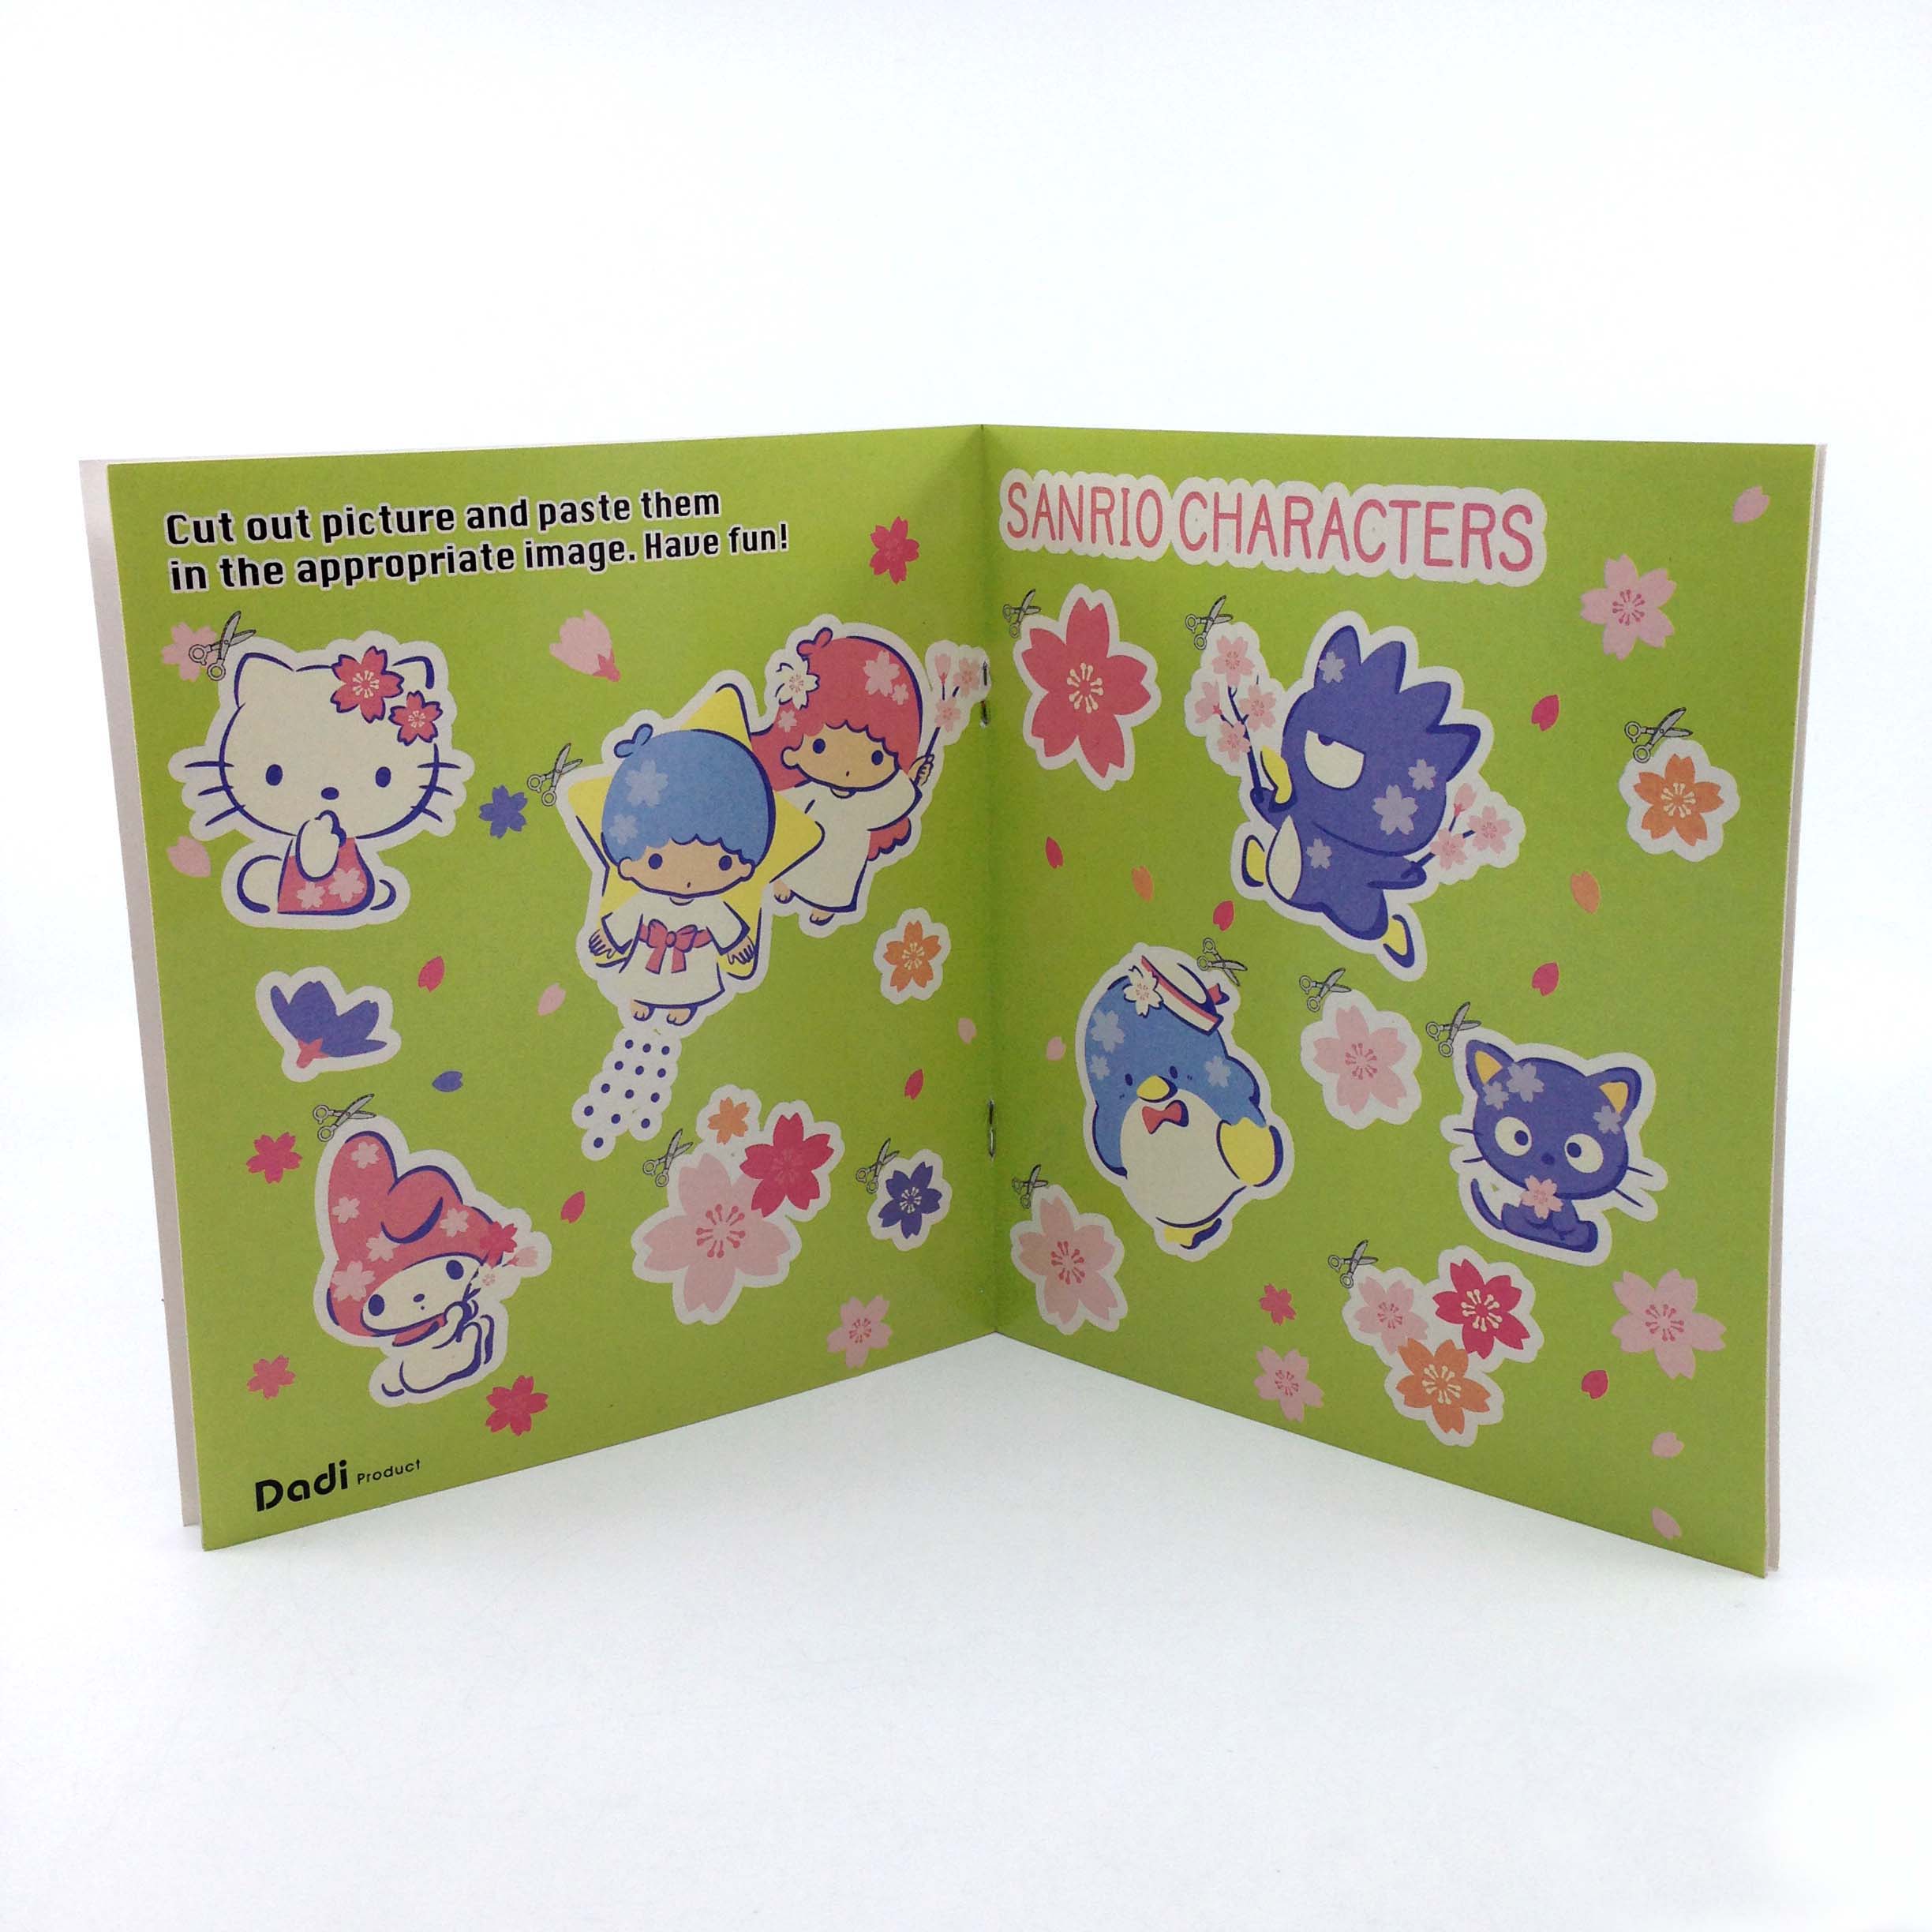 Cut out picture and paste them
in the appropriate image. Have fun!
SANRIO CHARACTERS
Dadi Product